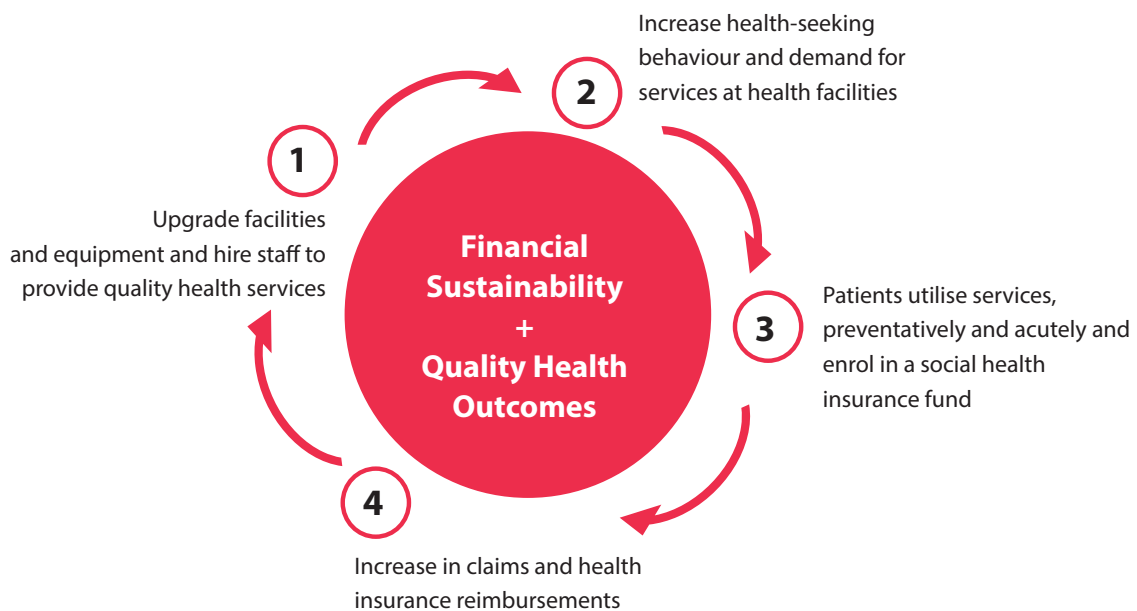 1
Upgrade facilities
and equipment and hire staff to
provide quality health services
2
Increase health-seeking
behaviour and demand for
services at health facilities
3
Patients utilise services,
preventatively and acutely and
enrol in a social health
insurance fund
4
Increase in claims and health
insurance reimbursements
Financial
Sustainability
+
Quality Health
Outcomes